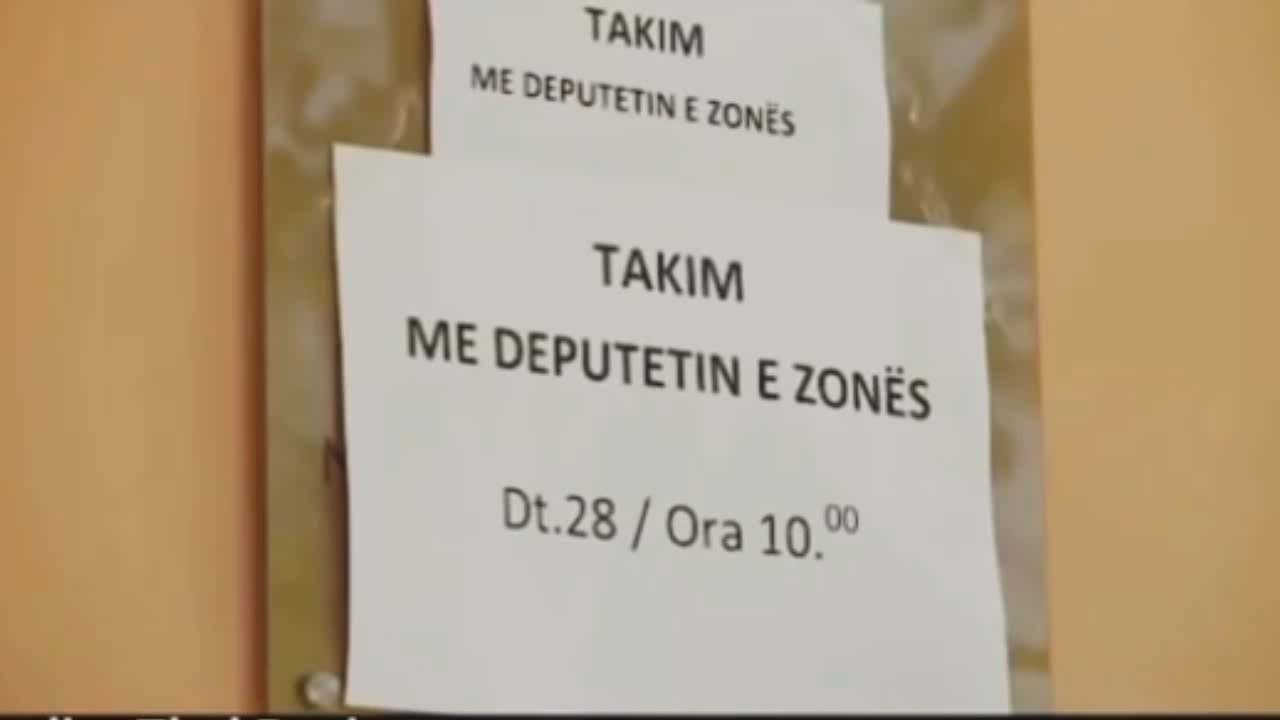 TAKIM
ME DEPUTETIN E ZONËS
TAKIM
ME DEPUTETIN E ZONËS
Dt.28 / Ora 10.00